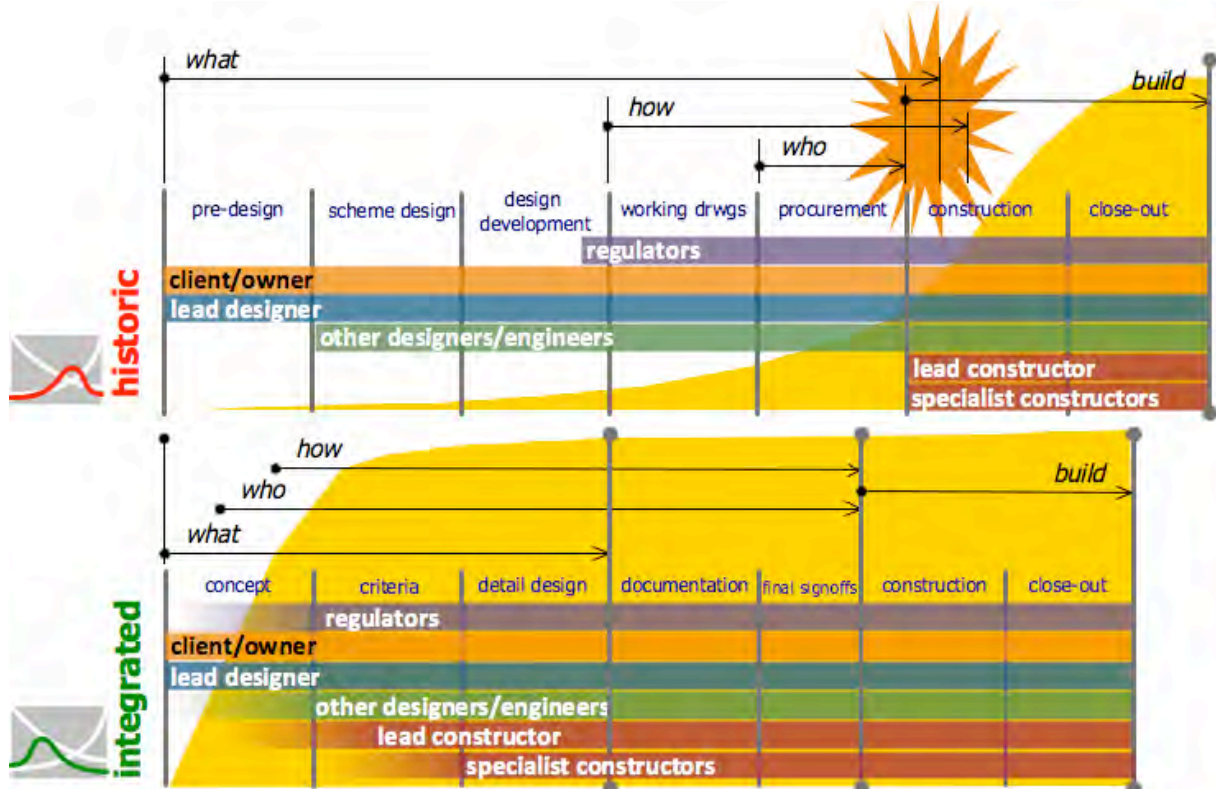 what
build
how
who
pre-design
scheme design
design
development
working drwgs
procurement
construction
close-out
regulators
client/owner
lead designer
other designers/engineers
lead constructor
specialist constructors
historic
how
who
build
what
concept
criteria
detail design
documentation
final signoffs
construction
close-out
regulators
client/owner
lead designer
other designers/engineers
lead constructor
specialist constructors
integrated